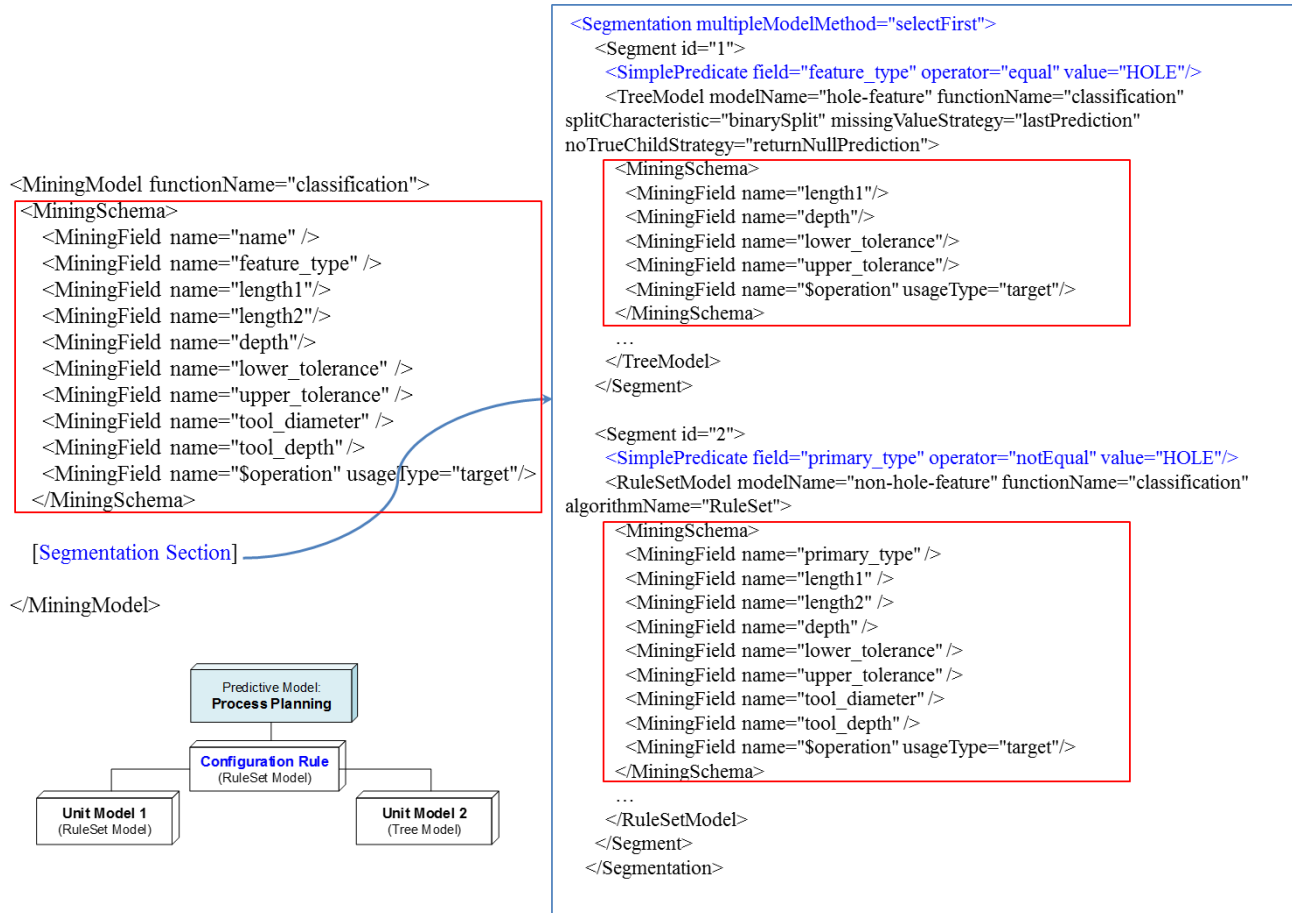 <MiningModel functionName="classification">
<MiningSchema>
<MiningField name="name" />
<MiningField name="feature_type" />
<MiningField name="length1"/>
<MiningField name="length2"/>
<MiningField name="depth"/>
<MiningField name="lower_tolerance" />
<MiningField name="upper_tolerance" />
<MiningField name="tool_diameter" />
<MiningField name="tool_depth" />
<MiningField name="$operation" usageType="target"/>
</MiningSchema>
[Segmentation Section]
</MiningModel>
Predictive Model:
Process Planning
Configuration Rule
(RuleSet Model)
Unit Model 1
(RuleSet Model)
Unit Model 2
(Tree Model)
<Segmentation multipleModelMethod="selectFirst">
<Segment id="1">
<SimplePredicate field="feature_type" operator="equal" value="HOLE"/>
<TreeModel modelName="hole-feature" functionName="classification"
splitCharacteristic="binarySplit" missingValueStrategy="lastPrediction"
noTrueChildStrategy="returnNullPrediction">
<MiningSchema>
<MiningField name="length1"/>
<MiningField name="depth"/>
<MiningField name="lower_tolerance"/>
<MiningField name="upper_tolerance"/>
<MiningField name="$operation" usageType="target"/>
</MiningSchema>
…
</TreeModel>
</Segment>
<Segment id="2">
<SimplePredicate field="primary_type" operator="notEqual" value="HOLE"/>
<RuleSetModel modelName="non-hole-feature" functionName="classification"
algorithmName="RuleSet">
<MiningSchema>
<MiningField name="primary_type" />
<MiningField name="length1" />
<MiningField name="length2" />
<MiningField name="depth" />
<MiningField name="lower_tolerance" />
<MiningField name="upper_tolerance" />
<MiningField name="tool_diameter" />
<MiningField name="tool_depth" />
<MiningField name="$operation" usageType="target"/>
</MiningSchema>
…
</RuleSetModel>
</Segment>
</Segmentation>